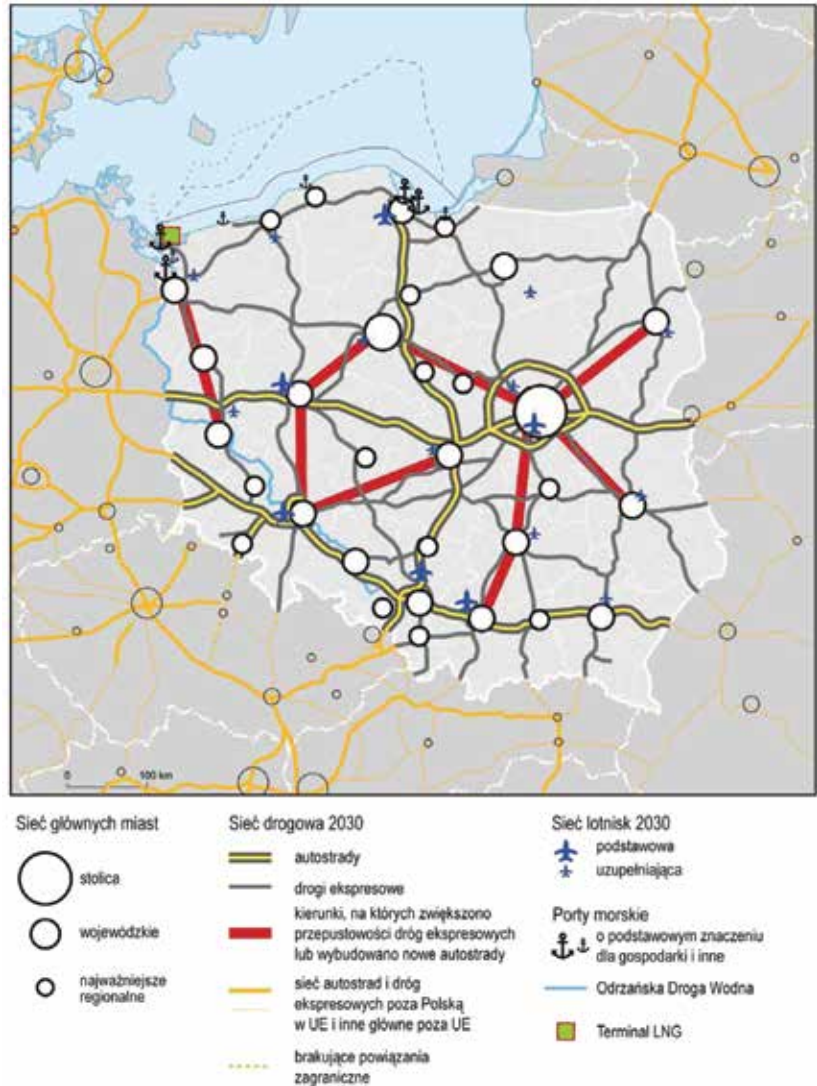 0
100 km
Sieć głównych miast
stolica
wojewódzkie
najważniejsze
regionalne
Sieć drogowa 2030
autostrady
drogi ekspresowe
kierunki, na których zwiększono
przepustowości dróg ekspresowych
lub wybudowano nowe autostrady
sieć autostrad i dróg
ekspresowych poza Polską
w UE i inne główne poza UE
brakujące powiązania
zagraniczne
Sieć lotnisk 2030
podstawowa
uzupełniająca
Porty morskie
o podstawowym znaczeniu
dla gospodarki i inne
Odrzańska Droga Wodna
Terminal LNG